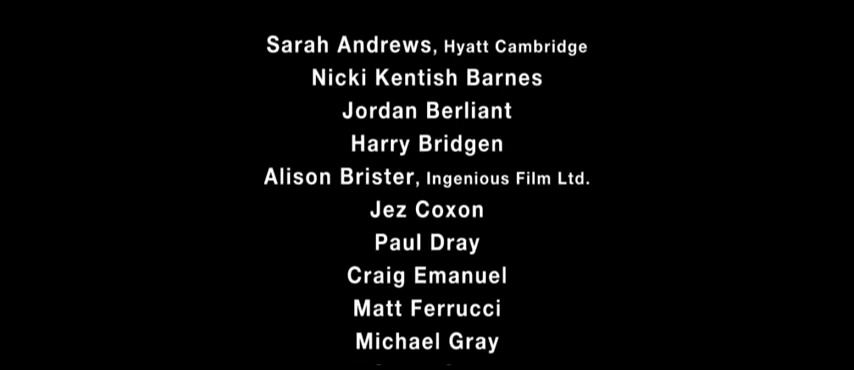 Sarah Andrews, Hyatt Cambridge
Nicki Kentish Barnes
Jordan Berliant
Harry Bridgen
Alison Brister, Ingenious Film Ltd.
Jez Coxon
Paul Dray
Craig Emanuel
Matt Ferrucci
Michael Gray